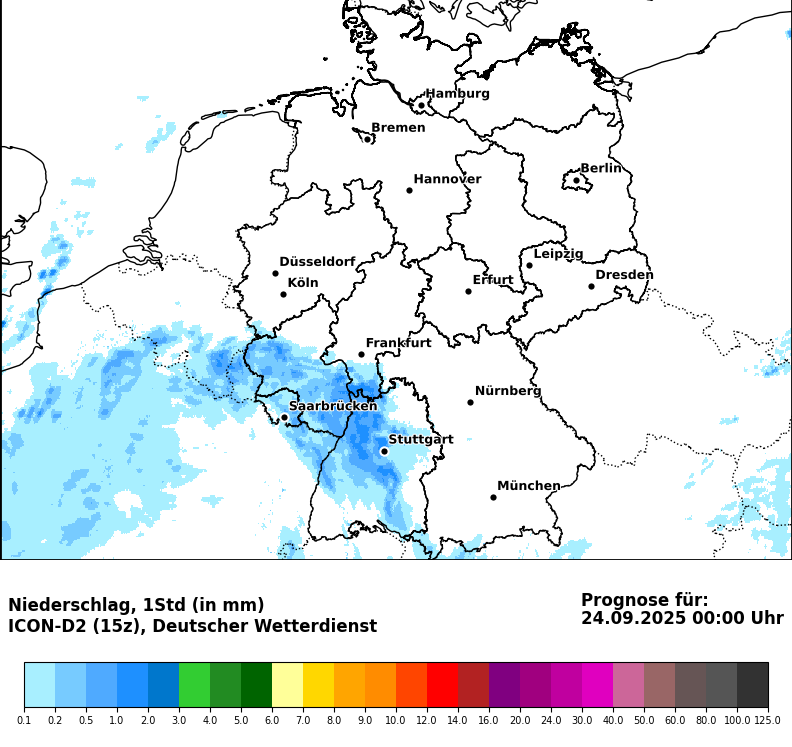 Hamburg
Bremen
Berlin
Hannover
Düsseldorf
Leipzig
Köln
Erfurt
Dresden
Frankfurt
Nürnberg
Saarbrücken
Stuttgart
München
Niederschlag, 1Std (in mm)
ICON-D2 (15z), Deutscher Wetterdienst
Prognose für:
24.09.2025 00:00 Uhr
0.1 0.2 0.5 1.0 2.0 3.0 4.0 5.0 6.0 7.0 8.0 9.0 10.0 12.0 14.0 16.0 20.0 24.0 30.0 40.0 50.0 60.0 80.0 100.0 125.0